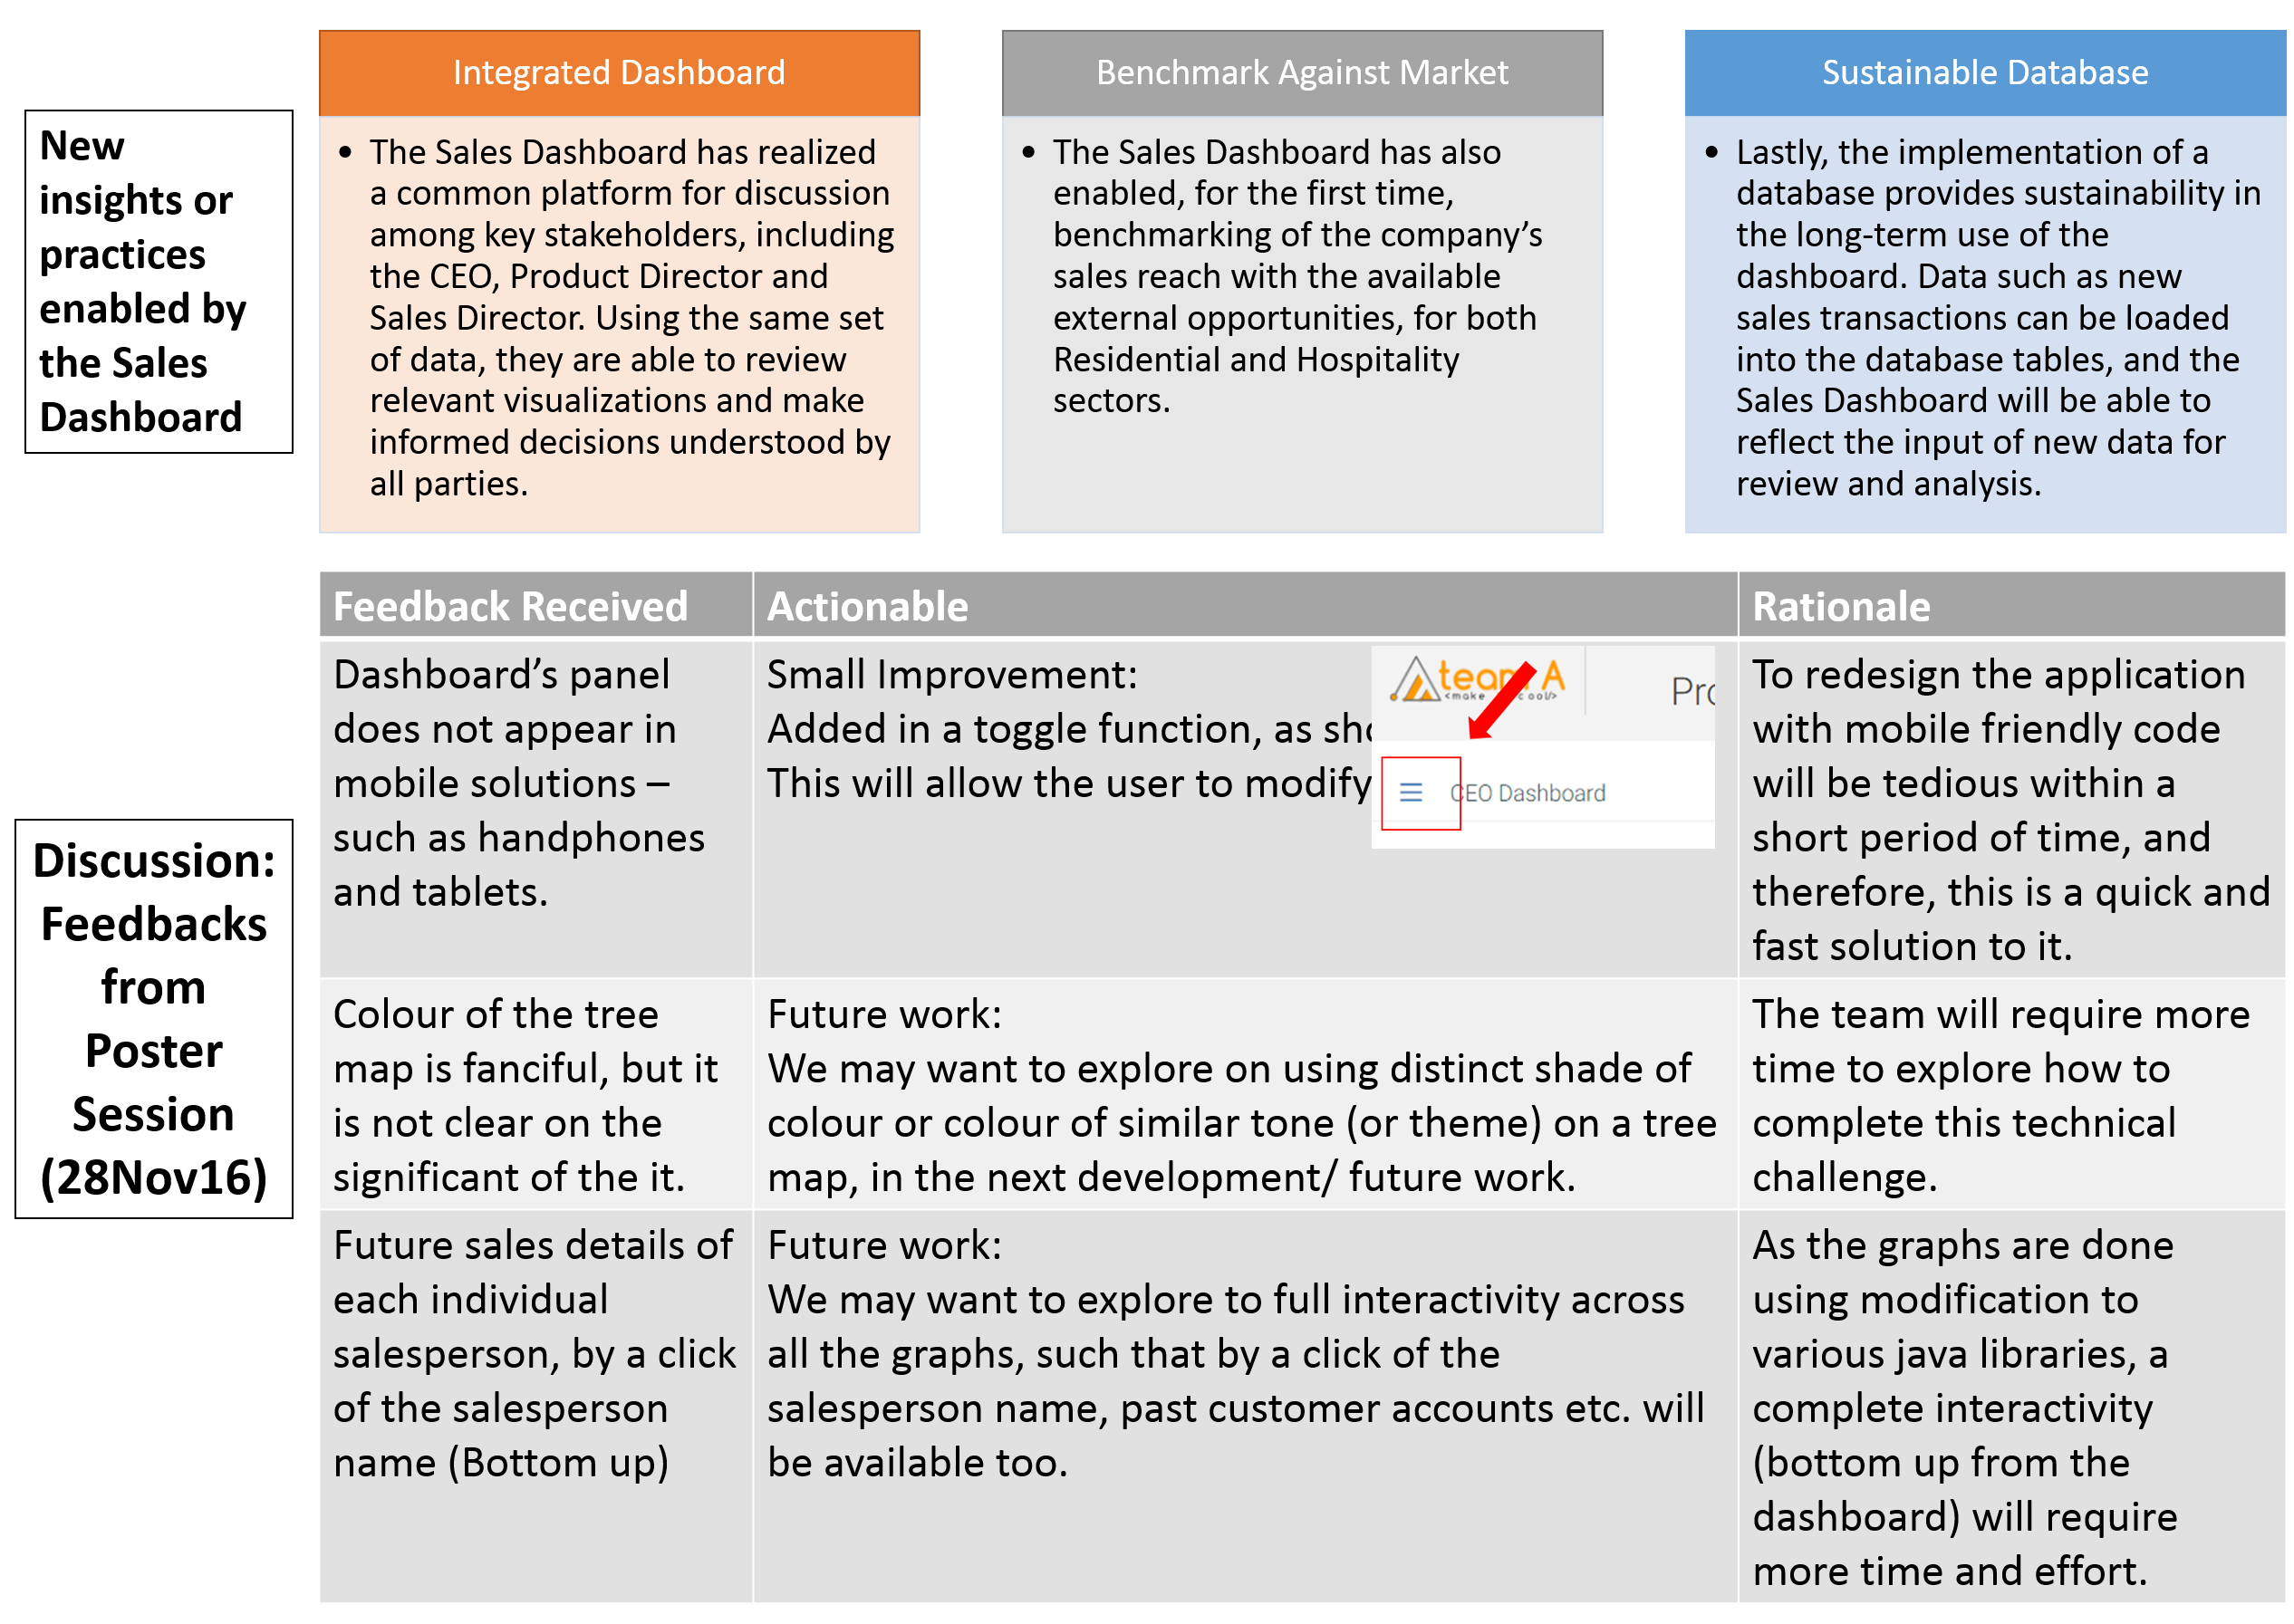 New
insights or
practices
enabled by
the Sales
Dashboard
Integrated Dashboard
• The Sales Dashboard has realized
a common platform for discussion
among key stakeholders, including
the CEO, Product Director and
Sales Director. Using the same set
of data, they are able to review
relevant visualizations and make
informed decisions understood by
all parties.
Benchmark Against Market
• The Sales Dashboard has also
enabled, for the first time,
benchmarking of the company’s
sales reach with the available
external opportunities, for both
Residential and Hospitality
sectors.
Sustainable Database
• Lastly, the implementation of a
database provides sustainability in
the long-term use of the
dashboard. Data such as new
sales transactions can be loaded
into the database tables, and the
Sales Dashboard will be able to
reflect the input of new data for
review and analysis.
Discussion:
Feedbacks
from
Poster
Session
(28Nov16)
Feedback Received
Actionable
Rationale
Dashboard’s panel
does not appear in
mobile solutions –
such as handphones
and tablets.
Small Improvement:
Added in a toggle function, as
This will allow the user to modify
team A
<make cool/>
CEO Dashboard
To redesign the application
with mobile friendly code
will be tedious within a
short period of time, and
therefore, this is a quick and
fast solution to it.
Colour of the tree
map is fanciful, but it
is not clear on the
significant of the it.
Future work:
We may want to explore on using distinct shade of
colour or colour of similar tone (or theme) on a tree
map, in the next development/ future work.
The team will require more
time to explore how to
complete this technical
challenge.
Future sales details of
each individual
salesperson, by a click
of the salesperson
name (Bottom up)
Future work:
We may want to explore to full interactivity across
all the graphs, such that by a click of the
salesperson name, past customer accounts etc. will
be available too.
As the graphs are done
using modification to
various java libraries, a
complete interactivity
(bottom up from the
dashboard) will require
more time and effort.